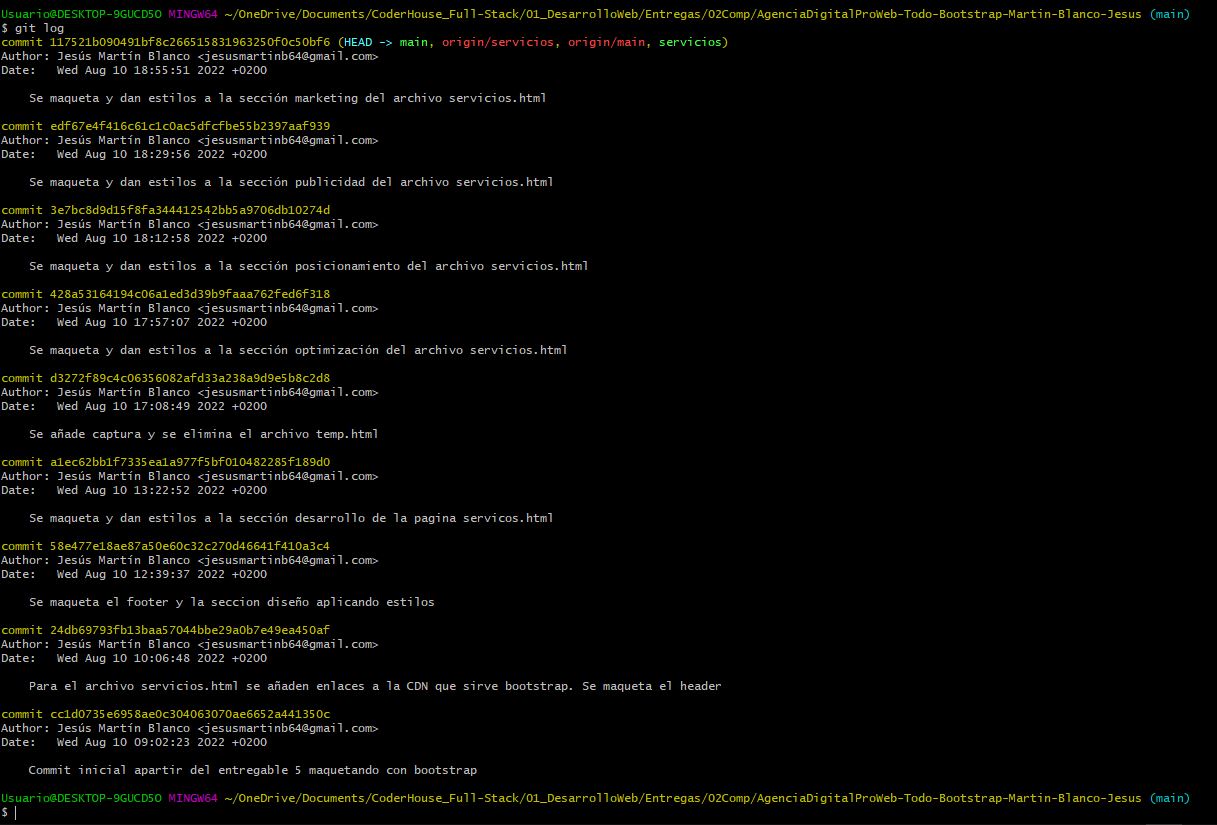 Usuario@DESKTOP-9GUCD5O MINGW64 ~/OneDrive/Documents/CoderHouse_Full-Stack/01_DesarrolloWeb/Entregas/02Comp/AgenciaDigitalProWeb-Todo-Bootstrap-Martin-Blanco-Jesus (main)
$ git log
commit 117521b090491bf8c266515831963250f0c50bf6 (HEAD -> main, origin/servicios, origin/main, servicios)
Author: Jesús Martín Blanco <jesusmartinb64@gmail.com>
Date:   Wed Aug 10 18:55:51 2022 +0200
Se maqueta y dan estilos a la sección marketing del archivo servicios.html
commit edf67e4f416c61c1c0ac5dfcfbe55b2397aaf939
Author: Jesús Martín Blanco <jesusmartinb64@gmail.com>
Date:   Wed Aug 10 18:29:56 2022 +0200
Se maqueta y dan estilos a la sección publicidad del archivo servicios.html
commit 3e7bc8d9d15f8fa344412542bb5a9706db10274d
Author: Jesús Martín Blanco <jesusmartinb64@gmail.com>
Date:   Wed Aug 10 18:12:58 2022 +0200
Se maqueta y dan estilos a la sección posicionamiento del archivo servicios.html
commit 428a53164194c06a1ed3d39b9faaa762fed6f318
Author: Jesús Martín Blanco <jesusmartinb64@gmail.com>
Date:   Wed Aug 10 17:57:07 2022 +0200
Se maqueta y dan estilos a la sección optimización del archivo servicios.html
commit d3272f89c4c06356082afd33a238a9d9e5b8c2d8
Author: Jesús Martín Blanco <jesusmartinb64@gmail.com>
Date:   Wed Aug 10 17:08:49 2022 +0200
Se añade captura y se elimina el archivo temp.html
commit a1ec62bb1f7335ea1a977f5bf010482285f189d0
Author: Jesús Martín Blanco <jesusmartinb64@gmail.com>
Date:   Wed Aug 10 13:22:52 2022 +0200
Se maqueta y dan estilos a la sección desarrollo de la pagina servicos.html
commit 58e477e18ae87a50e60c32c270d46641f410a3c4
Author: Jesús Martín Blanco <jesusmartinb64@gmail.com>
Date:   Wed Aug 10 12:39:37 2022 +0200
Se maqueta el footer y la seccion diseño aplicando estilos
commit 24db69793fb13baa57044bbe29a0b7e49ea450af
Author: Jesús Martín Blanco <jesusmartinb64@gmail.com>
Date:   Wed Aug 10 10:06:48 2022 +0200
Para el archivo servicios.html se añaden enlaces a la CDN que sirve bootstrap. Se maqueta el header
commit cc1d0735e6958ae0c304063070ae6652a441350c
Author: Jesús Martín Blanco <jesusmartinb64@gmail.com>
Date:   Wed Aug 10 09:02:23 2022 +0200
Commit inicial apartir del entregable 5 maquetando con bootstrap
Usuario@DESKTOP-9GUCD5O MINGW64 ~/OneDrive/Documents/CoderHouse_Full-Stack/01_DesarrolloWeb/Entregas/02Comp/AgenciaDigitalProWeb-Todo-Bootstrap-Martin-Blanco-Jesus (main)
$